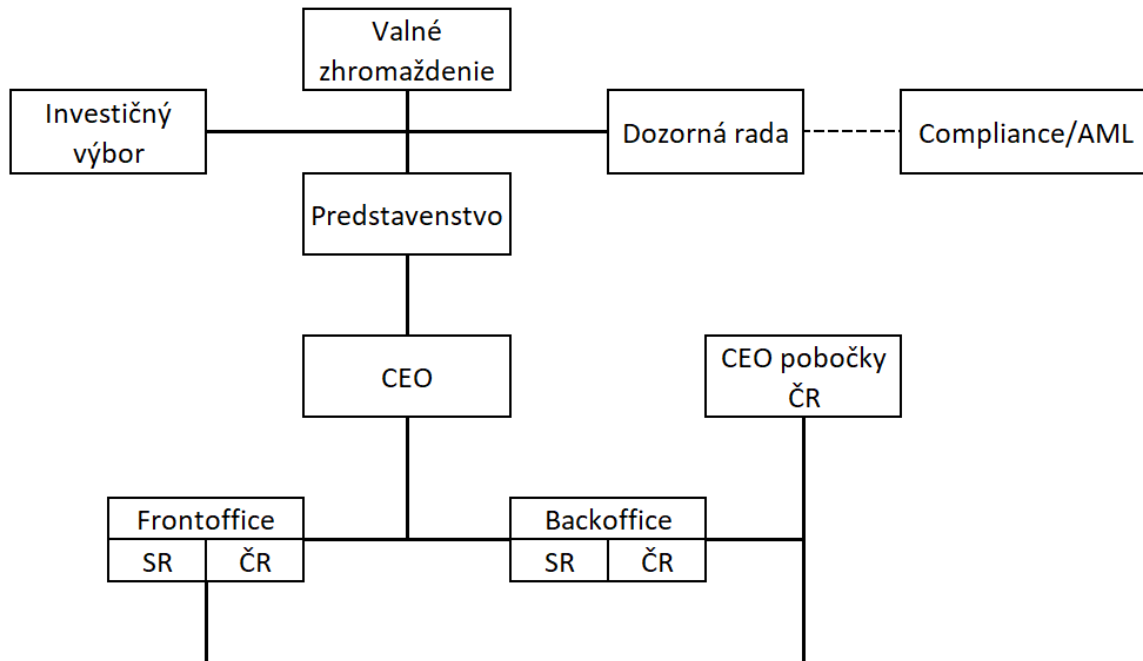 Valné
zhromaždenie
Investičný
výbor
Dozorná rada
Compliance/AML
Predstavenstvo
CEO
CEO pobočky
ČR
Frontoffice
SR
ČR
Backoffice
SR
ČR